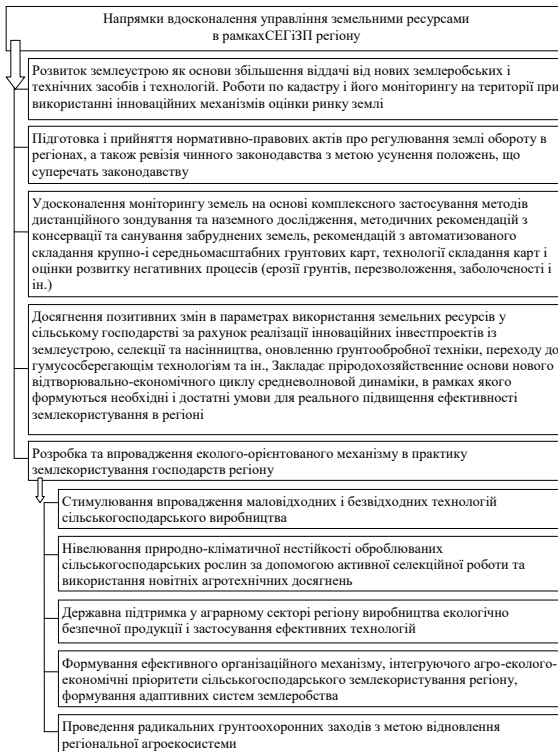 Напрямки вдосконалення управління земельними ресурсами
в рамкахСЕГіЗП регіону
Розвиток землеустрою як основи збільшення віддачі від нових землеробських і
технічних засобів і технологій. Роботи по кадастру і його моніторингу на території при
використанні інноваційних механізмів оцінки ринку землі
Підготовка і прийняття нормативно-правових актів про регулювання землі обороту в
регіонах, а також ревізія чинного законодавства з метою усунення положень, що
суперечать законодавству
Удосконалення моніторингу земель на основі комплексного застосування методів
дистанційного зондування та наземного дослідження, методичних рекомендацій з
консервації та санування забруднених земель, рекомендацій з автоматизованого
складання крупно-і середньомасштабних грунтових карт, технології складання карт і
оцінки розвитку негативних процесів (ерозії грунтів, перезволоження, заболоченості і
ін.)
Досягнення позитивних змін в параметрах використання земельних ресурсів у
сільському господарстві за рахунок реалізації інноваційних інвестпроектів із
землеустрою, селекції та насінництва, оновленню ґрунтообробної техніки, переходу до
гумусосберегаючім технологіям та ін., Закладає природохозяйственние основи нового
відтворювально-економічного циклу средневолновой динаміки, в рамках якого
формуються необхідні і достатні умови для реального підвищення ефективності
землекористування в регіоні
Розробка та впровадження еколого-орієнтованого механізму в практику
землекористування господарств регіону
Стимулювання впровадження маловідходних і безвідходних технологій
сільськогосподарського виробництва
Нівелювання природно-кліматичної нестійкості оброблюваних
сільськогосподарських рослин за допомогою активної селекційної роботи та
використання новітніх агротехнічних досягнень
Державна підтримка у аграрному секторі регіону виробництва екологічно
безпечної продукції і застосування ефективних технологій
Формування ефективного організаційного механізму, інтегруючого агро-еколого-
економічні пріоритети сільськогосподарського землекористування регіону,
формування адаптивних систем землеробства
Проведення радикальних грунтоохоронних заходів з метою відновлення
регіональної агроекосистеми